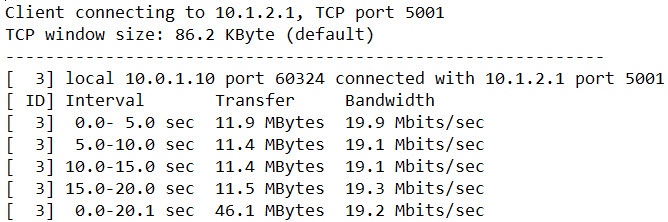 Client connecting to 10.1.2.1, TCP port 5001
TCP window size: 86.2 KByte (default)
------------------------------------------------------------
[  3] local 10.0.1.10 port 60324 connected with 10.1.2.1 port 5001
[ ID] Interval       Transfer     Bandwidth
[  3]  0.0- 5.0 sec  11.9 MBytes  19.9 Mbits/sec
[  3]  5.0-10.0 sec  11.4 MBytes  19.1 Mbits/sec
[  3] 10.0-15.0 sec  11.4 MBytes  19.1 Mbits/sec
[  3] 15.0-20.0 sec  11.5 MBytes  19.3 Mbits/sec
[  3]  0.0-20.1 sec  46.1 MBytes  19.2 Mbits/sec